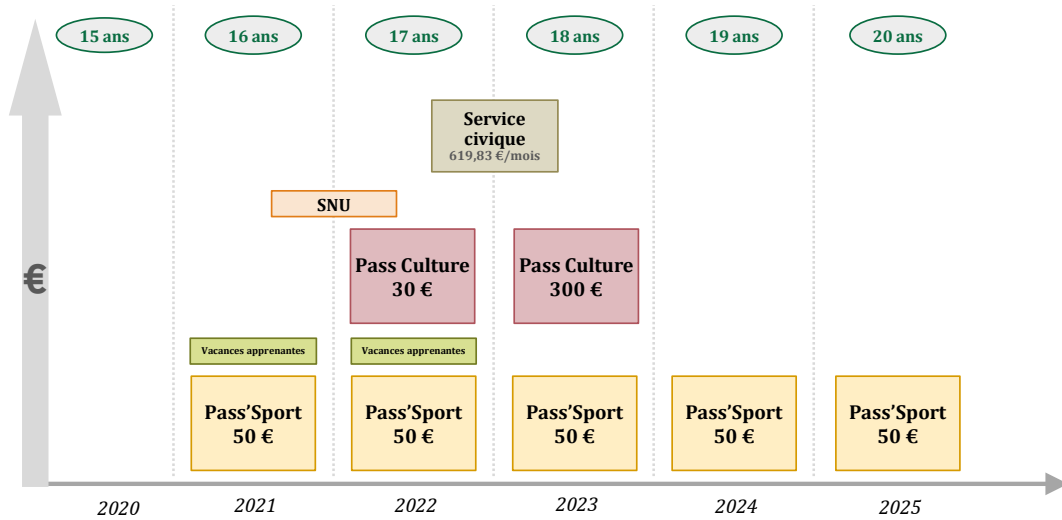 15 ans
16 ans
17 ans
18 ans
19 ans
20 ans
Service
civique
619,83 €/mois
SNU
€
Pass Culture
30 €
Pass Culture
300 €
Vacances apprenantes
Vacances apprenantes
Pass’Sport
50 €
Pass’Sport
50 €
Pass’Sport
50 €
Pass’Sport
50 €
Pass’Sport
50 €
2020
2021
2022
2023
2024
2025